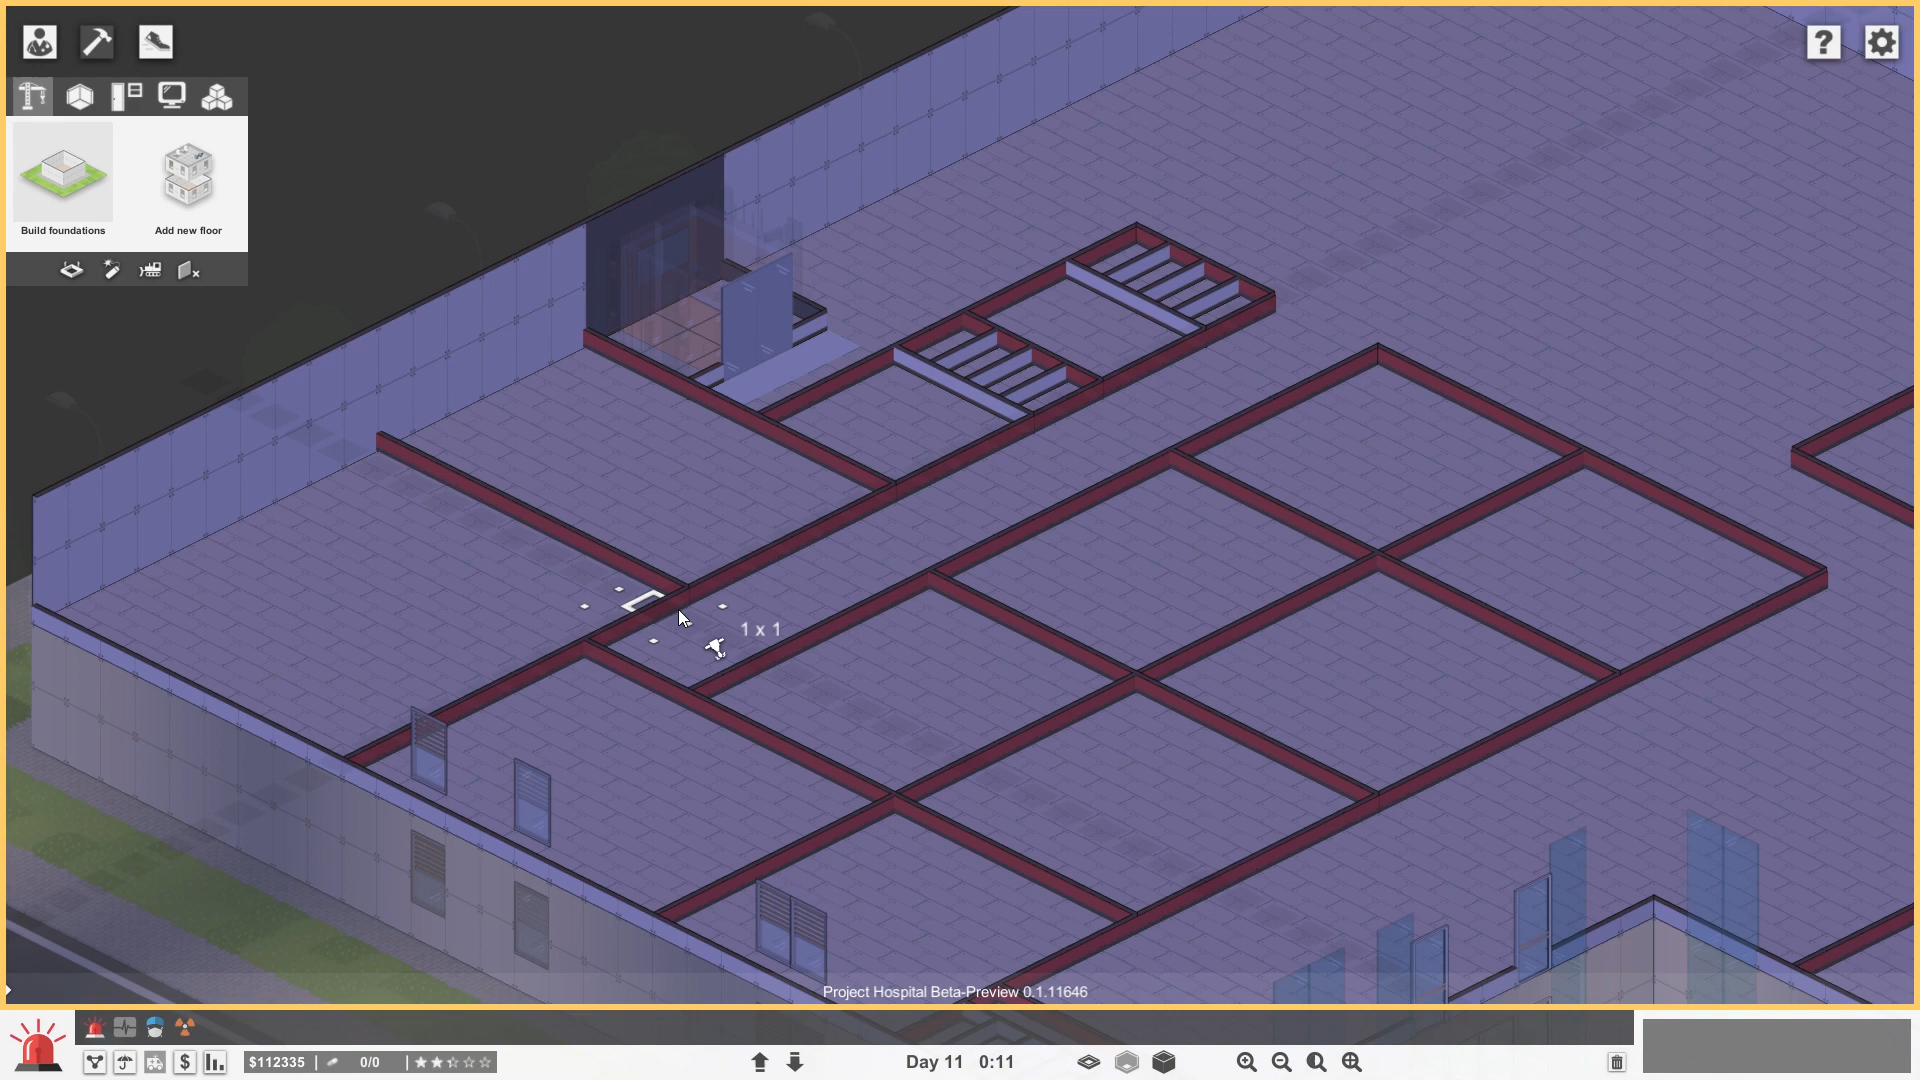 ?
Build foundations
Add new floor
1 x 1
Project Hospital Beta-Preview 0.1.11646
$112335 | 0/0 |
Day 11 0:11